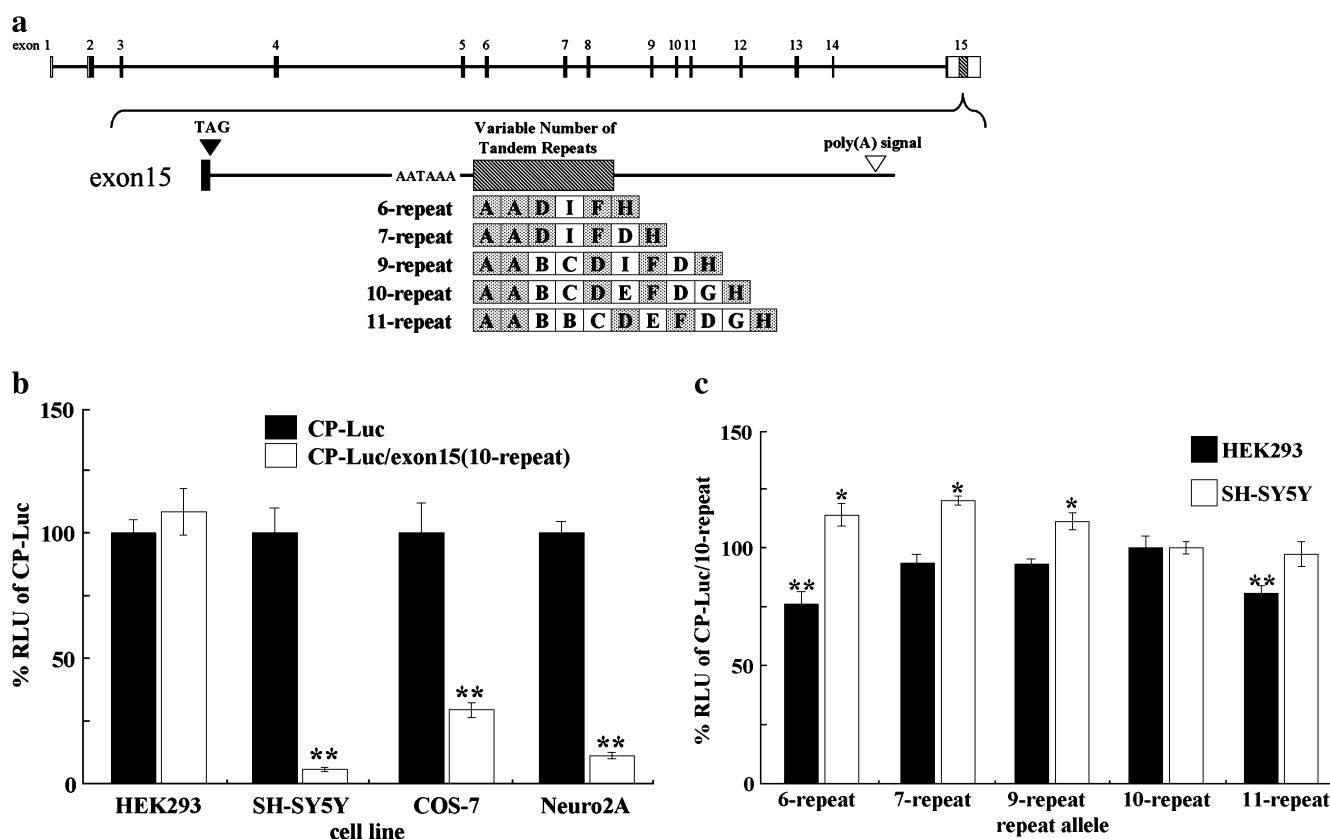 a
exon 1 2 3 4 5 6 7 8 9 10 11 12 13 14 15
TAG
Variable Number of
Tandem Repeats
poly(A) signal
exon15
AATAAA
6-repeat A A D I F H
7-repeat A A D I F D H
9-repeat A A B C D I F D H
10-repeat A A B C D E F D G H
11-repeat A A B B C D E F D G H
b
% RLU of CP-Luc
150
100
50
0
CP-Luc
CP-Luc/exon15(10-repeat)
** ** **
HEK293 SH-SY5Y COS-7 Neuro2A
cell line
c
% RLU of CP-Luc/10-repeat
150
100
50
0
HEK293
SH-SY5Y
** * * * **
6-repeat 7-repeat 9-repeat 10-repeat 11-repeat
repeat allele